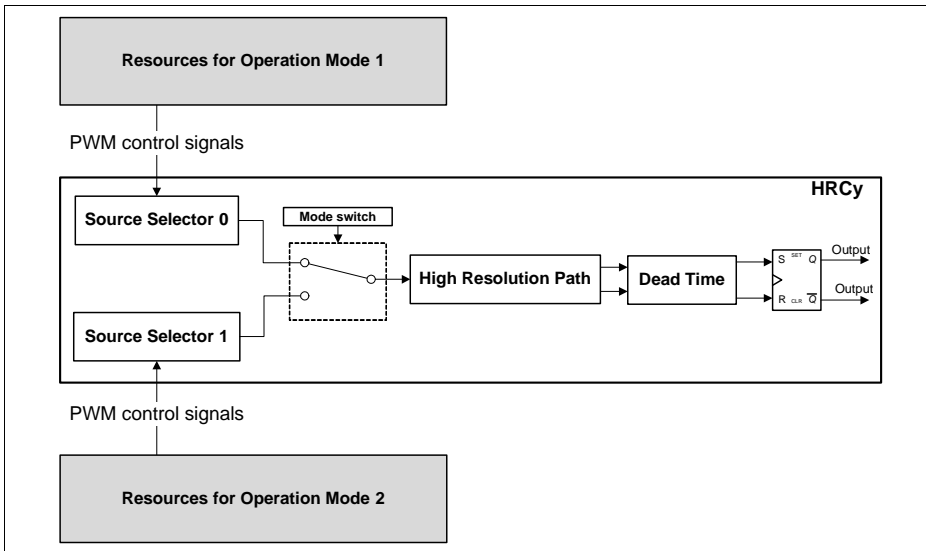 Resources for Operation Mode 1
PWM control signals
HRCy
Source Selector 0
Mode switch
High Resolution Path
Dead Time
S SET Q
R CLR Q̅
Output
Output
Source Selector 1
PWM control signals
Resources for Operation Mode 2